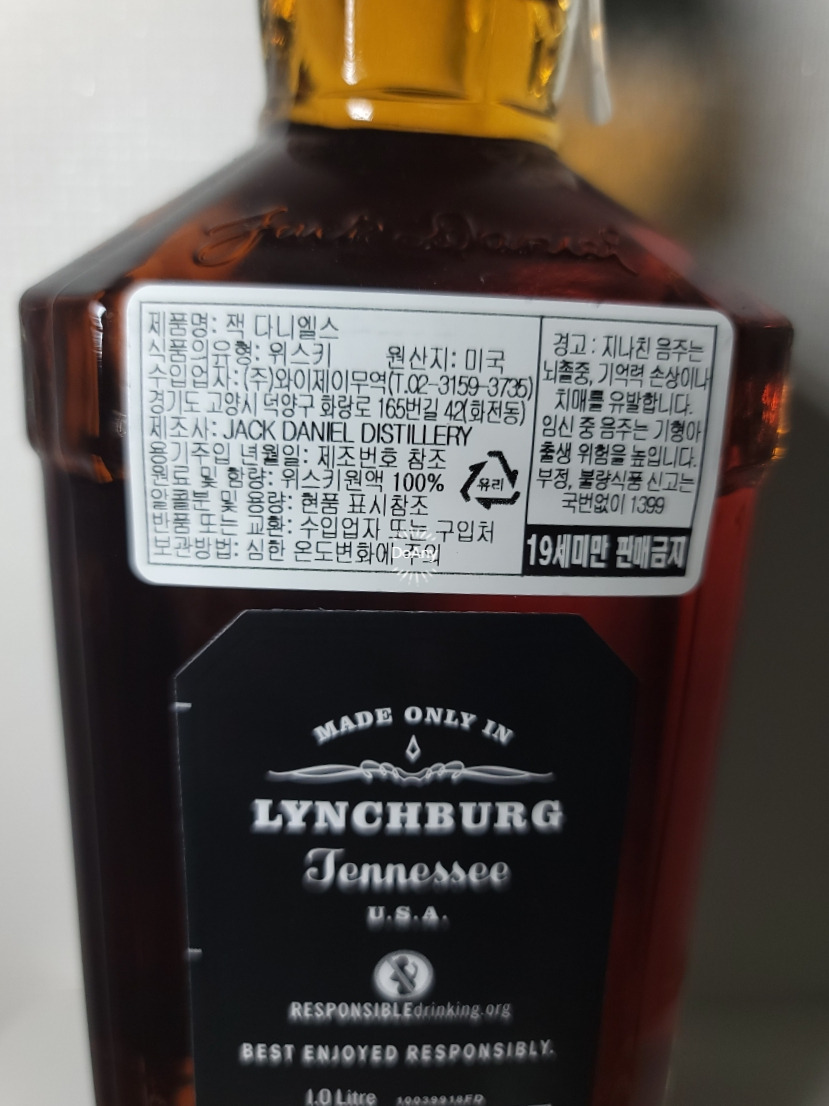 Jack Daniel
제품명: 잭 다니엘스
식품의유형: 위스키 원산지: 미국
수입업자: (주)와이제이무역(T.02-3159-3735)
경기도 고양시 덕양구 화랑로 165번길 42(화전동)
제조사: JACK DANIEL DISTILLERY
용기주입 년월일: 제조번호 참조
원료 및 함량: 위스키원액 100%
알콜분 및 용량: 현품 표시참조
반품 또는 교환: 수입업자 또는 구입처
보관방법: 심한 온도변화에 주의
유리
경고 : 지나친 음주는
뇌졸중, 기억력 손상이나
치매를 유발합니다.
임신 중 음주는 기형아
출생 위험을 높입니다.
부정, 불량식품 신고는
국번없이 1399
19세미만 판매금지
MADE ONLY IN
LYNCHBURG
Tennessee
U.S.A.
RESPONSIBLEdrinking.org
BEST ENJOYED RESPONSIBLY.
1.0 Litre